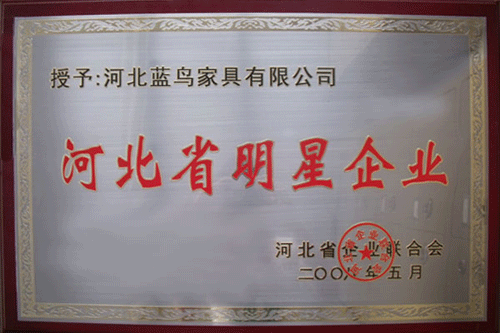 授予:河北蓝鸟家具有限公司
河北省明星企业
河北省企业联合会
二〇〇八年五月